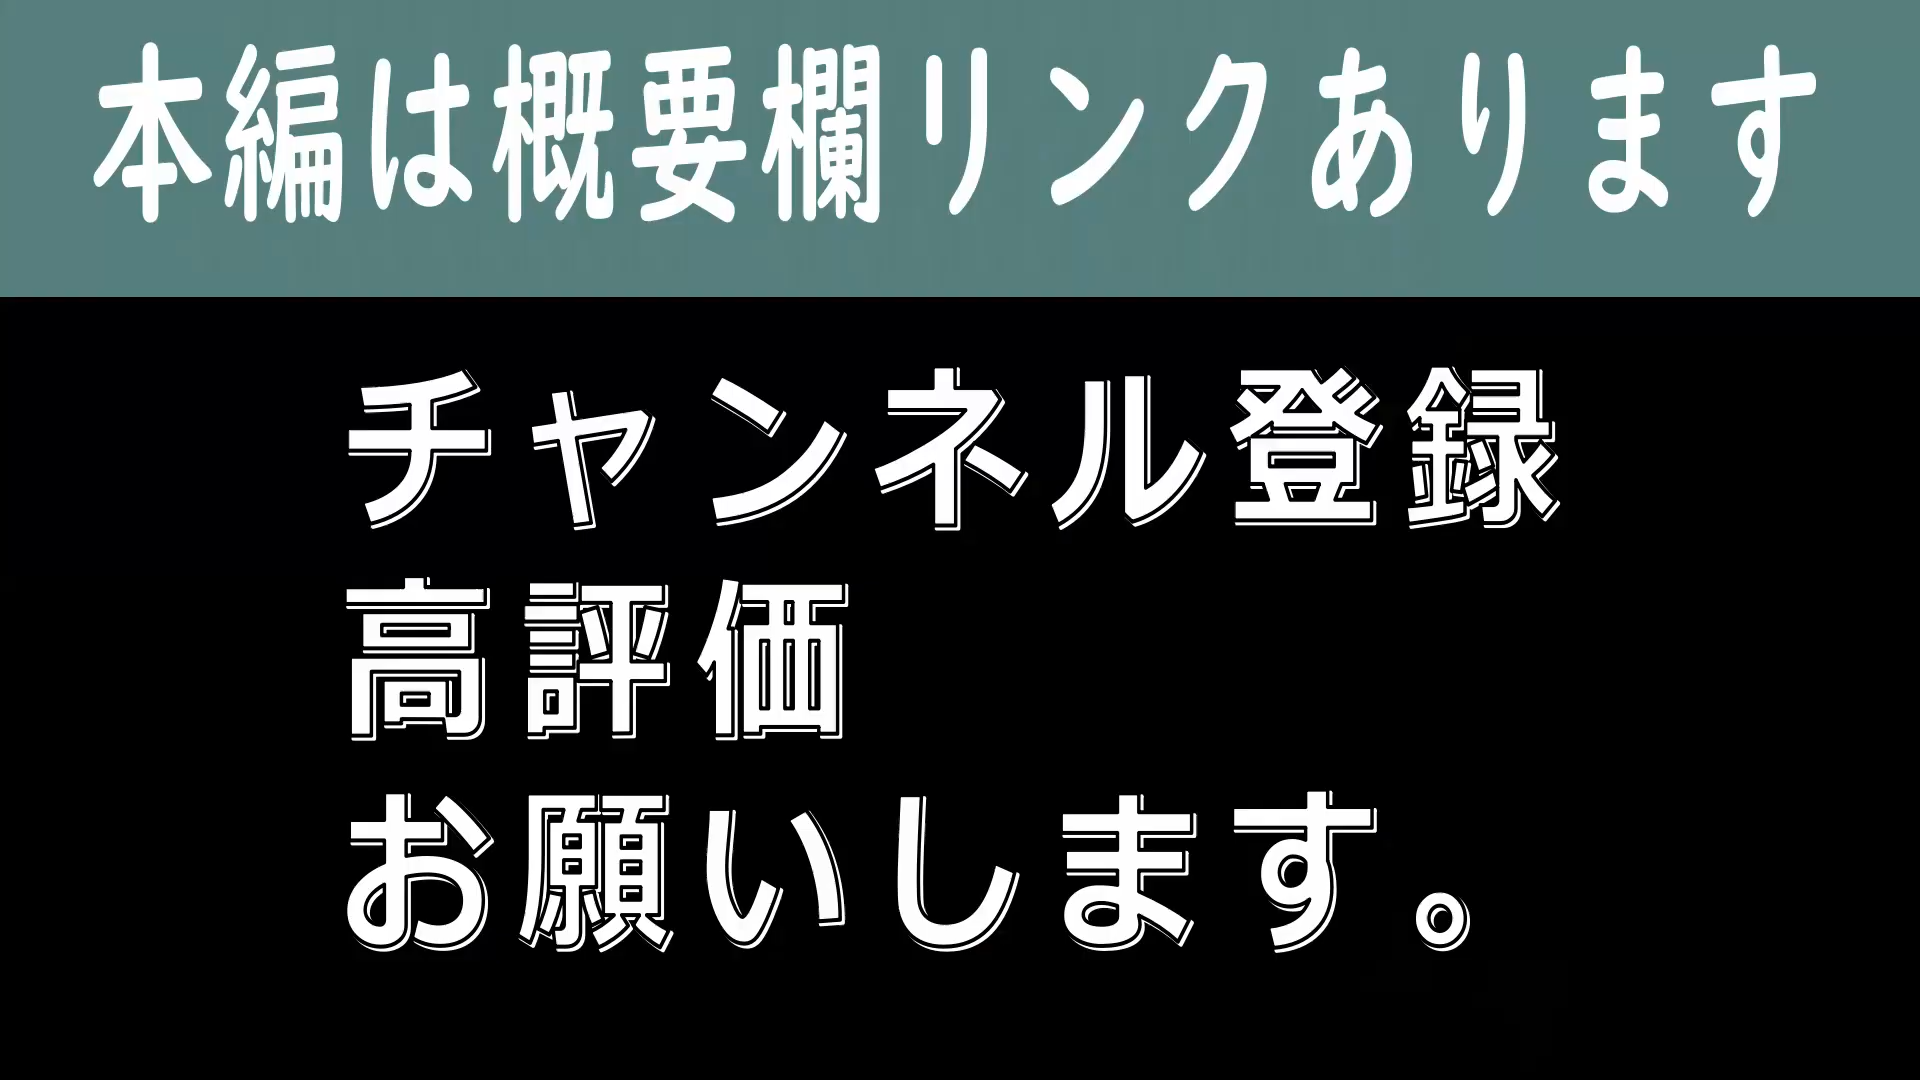 本編は概要欄リンクあります
チャンネル登録
高評価
お願いします。